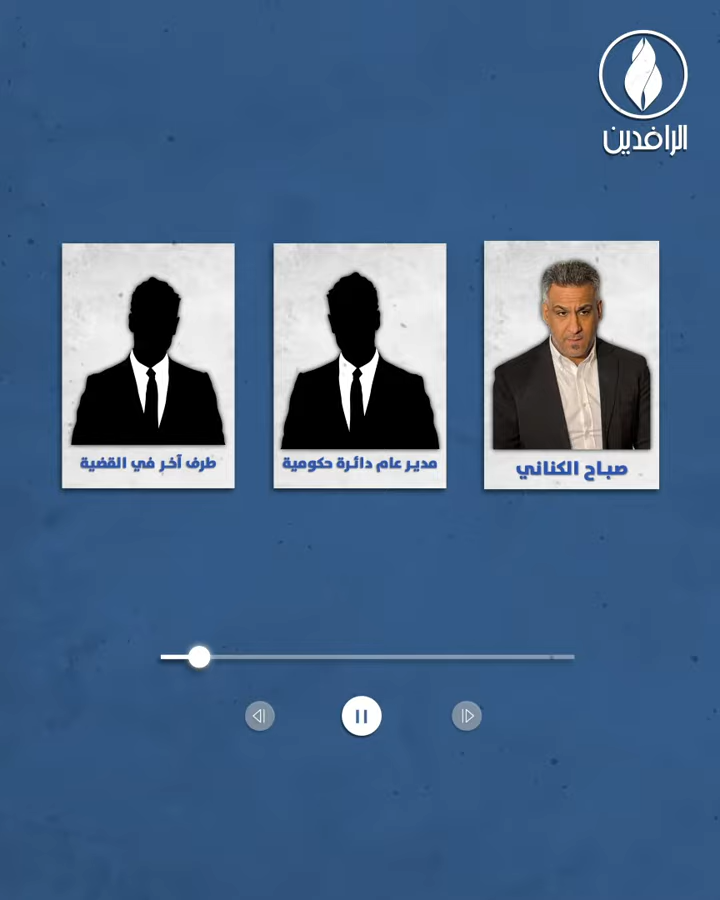 الرافدين
صباح الكناني
مدير عام دائرة حكومية
طرف آخر في القضية